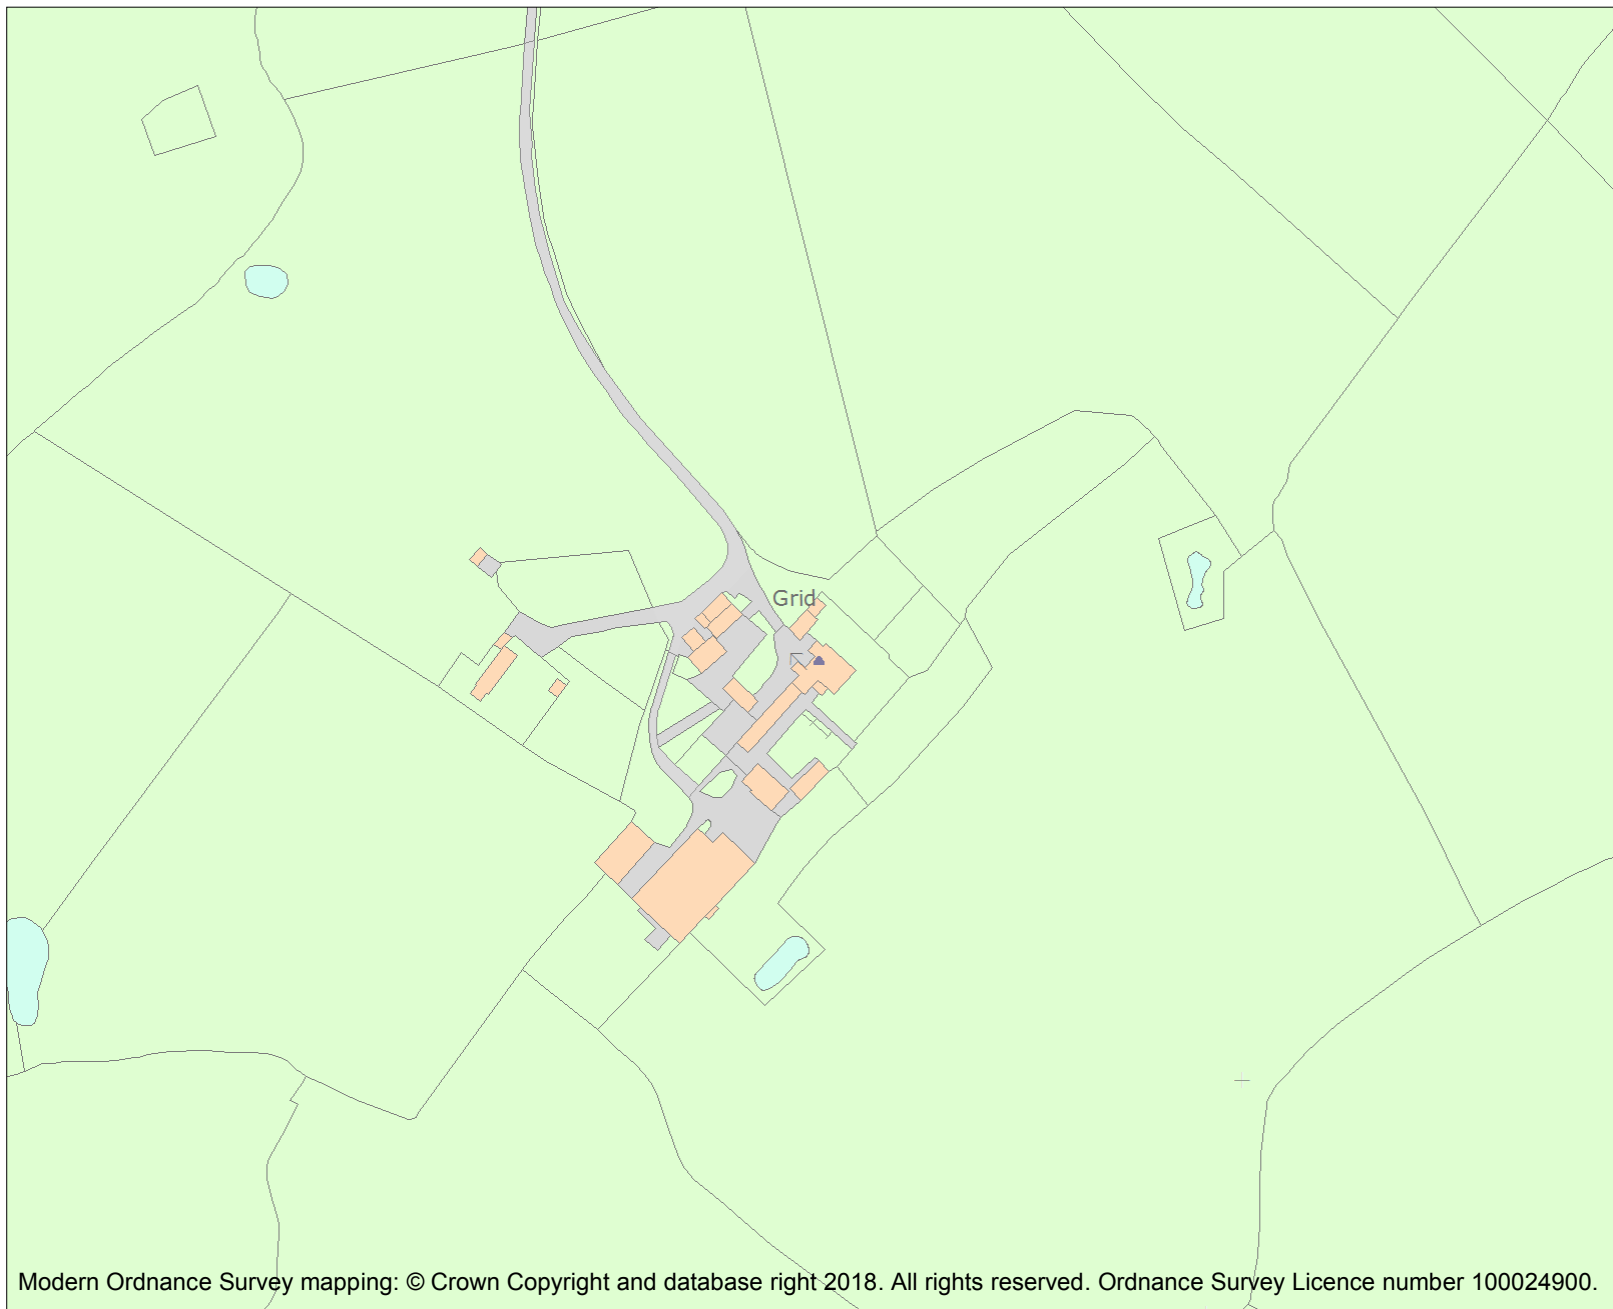 Grid
Modern Ordnance Survey mapping: © Crown Copyright and database right 2018. All rights reserved. Ordnance Survey Licence number 100024900.